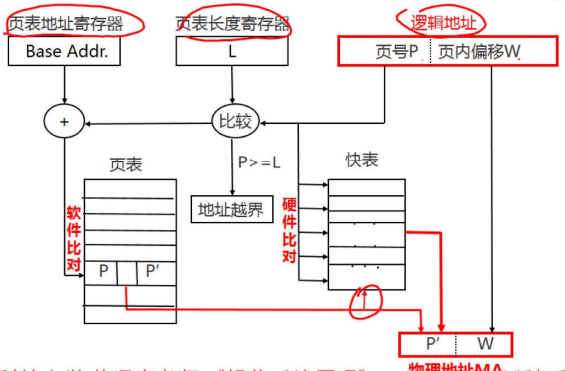 页表地址寄存器
页表长度寄存器
逻辑地址
Base Addr.
L
页号P
页内偏移W
+
比较
页表
P>=L
快表
地址越界
软件比对
硬件比对
P
P'
P'
W
物理地址MA